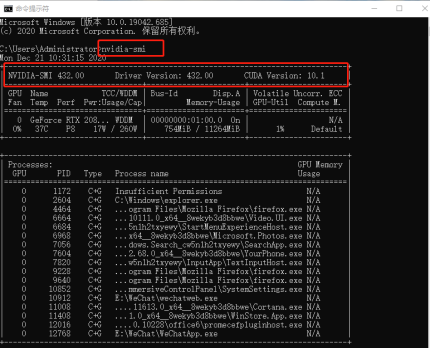 命令提示符
Microsoft Windows [版本 10.0.19042.685]
(c) 2020 Microsoft Corporation. 保留所有权利。
C:\Users\Administrator>nvidia-smi
Mon Dec 21 10:31:15 2020
NVIDIA-SMI 432.00 Driver Version: 432.00 CUDA Version: 10.1
GPU Name TCC/WDDM | Bus-Id Disp.A | Volatile Uncorr. ECC
Fan Temp Perf Pwr:Usage/Cap| Memory-Usage | GPU-Util Compute M.
0 GeForce RTX 208... WDDM | 00000000:01:00.0 On | N/A
0% 37C P8 17W / 260W | 754MiB / 11264MiB | 1% Default
Processes: GPU Memory
GPU PID Type Process name Usage
0 1172 C+G Insufficient Permissions N/A
0 2604 C+G C:\Windows\explorer.exe N/A
0 4464 C+G ...ogram Files\Mozilla Firefox\firefox.exe N/A
0 6664 C+G ....10111.0_x64__8wekyb3d8bbwe\Video.UI.exe N/A
0 6884 C+G ...5n1h2txyewy\StartMenuExperienceHost.exe N/A
0 6968 C+G ...x64__8wekyb3d8bbwe\Microsoft.Photos.exe N/A
0 7056 C+G ...dows.Search_cw5n1h2txyewy\SearchApp.exe N/A
0 7604 C+G ...2.68.0_x64__8wekyb3d8bbwe\YourPhone.exe N/A
0 7820 C+G ...w5n1h2txyewy\InputApp\TextInputHost.exe N/A
0 9228 C+G ...ogram Files\Mozilla Firefox\firefox.exe N/A
0 9640 C+G ...ogram Files\Mozilla Firefox\firefox.exe N/A
0 10852 C+G ...mmersiveControlPanel\SystemSettings.exe N/A
0 10912 C+G E:\WeChat\wechatweb.exe N/A
0 11008 C+G ....11613.0_x64__8wekyb3d8bbwe\Cortana.exe N/A
0 11408 C+G ...1.0_x64__8wekyb3d8bbwe\WinStore.App.exe N/A
0 12016 C+G ...0.10228\office6\promecefpluginhost.exe N/A
0 12768 C+G E:\WeChat\WeChatApp.exe N/A